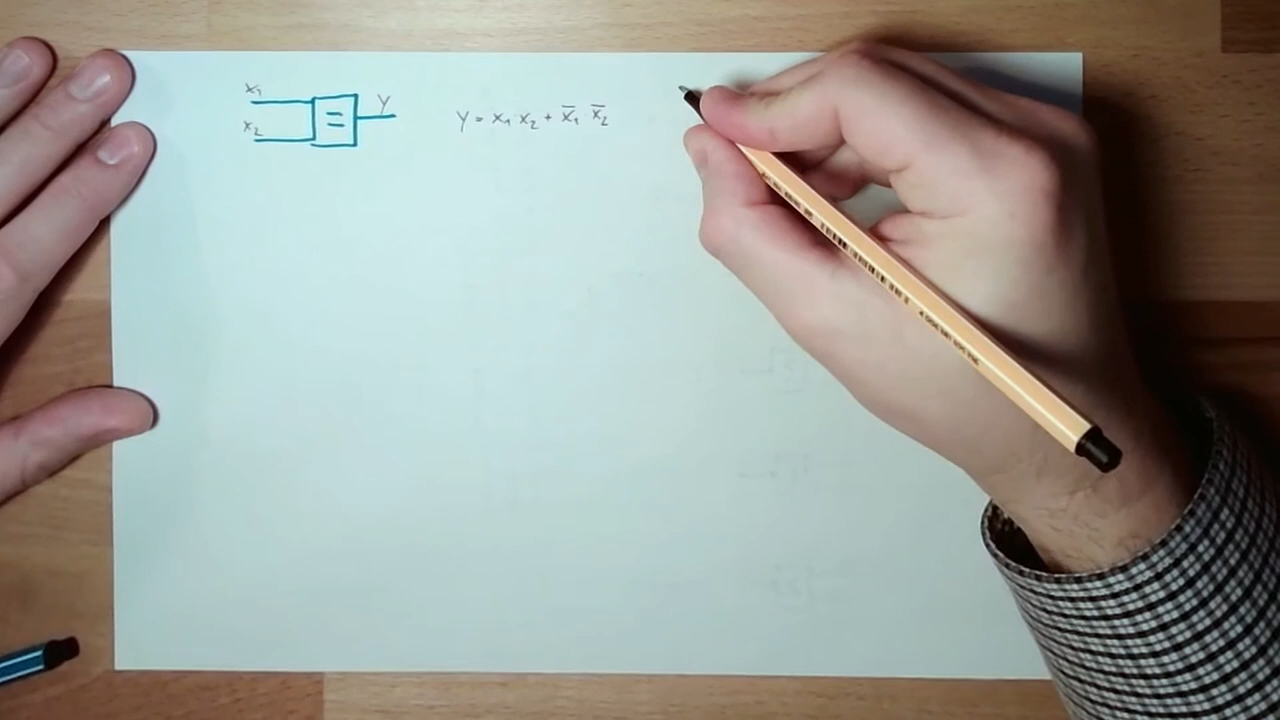 x₁
x₂
=
y
y = x₁ x₂ + x̅₁ x̅₂